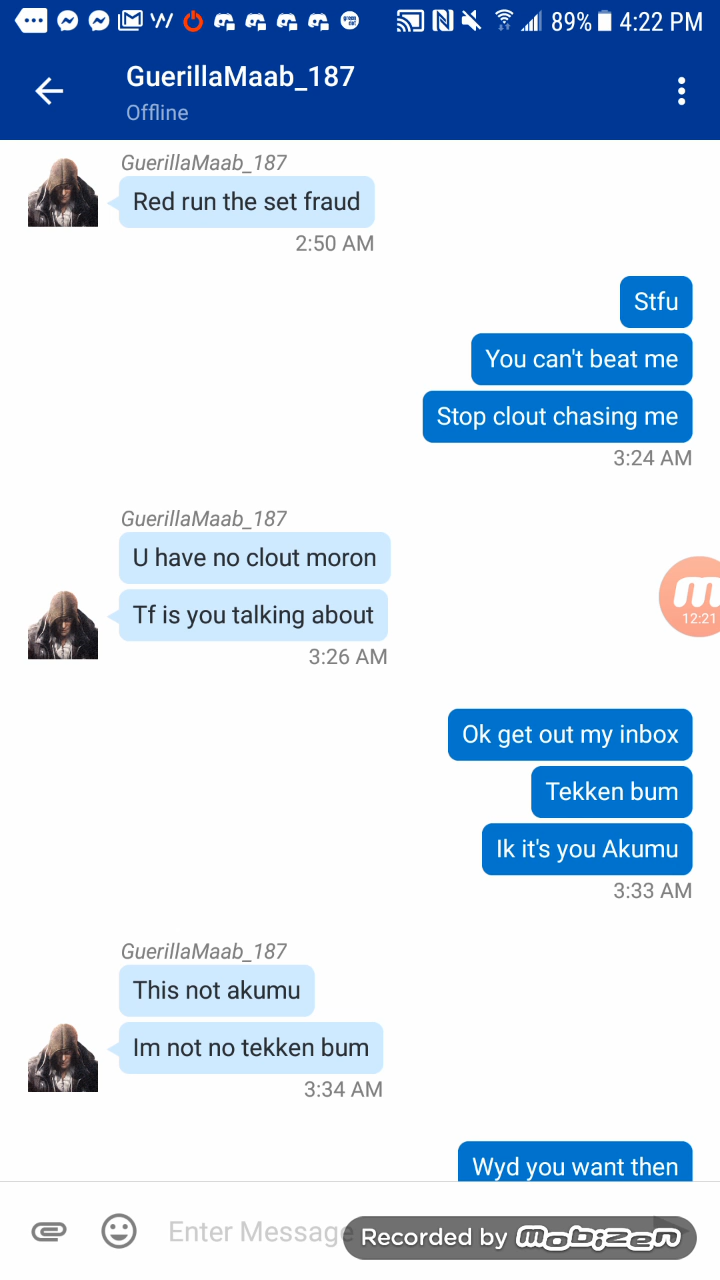 89% 4:22 PM
GuerillaMaab_187
Offline
GuerillaMaab_187
Red run the set fraud
2:50 AM
Stfu
You can't beat me
Stop clout chasing me
3:24 AM
GuerillaMaab_187
U have no clout moron
Tf is you talking about
3:26 AM
12:21
Ok get out my inbox
Tekken bum
Ik it's you Akumu
3:33 AM
GuerillaMaab_187
This not akumu
Im not no tekken bum
3:34 AM
Wyd you want then
Enter Message
Recorded by mobizen